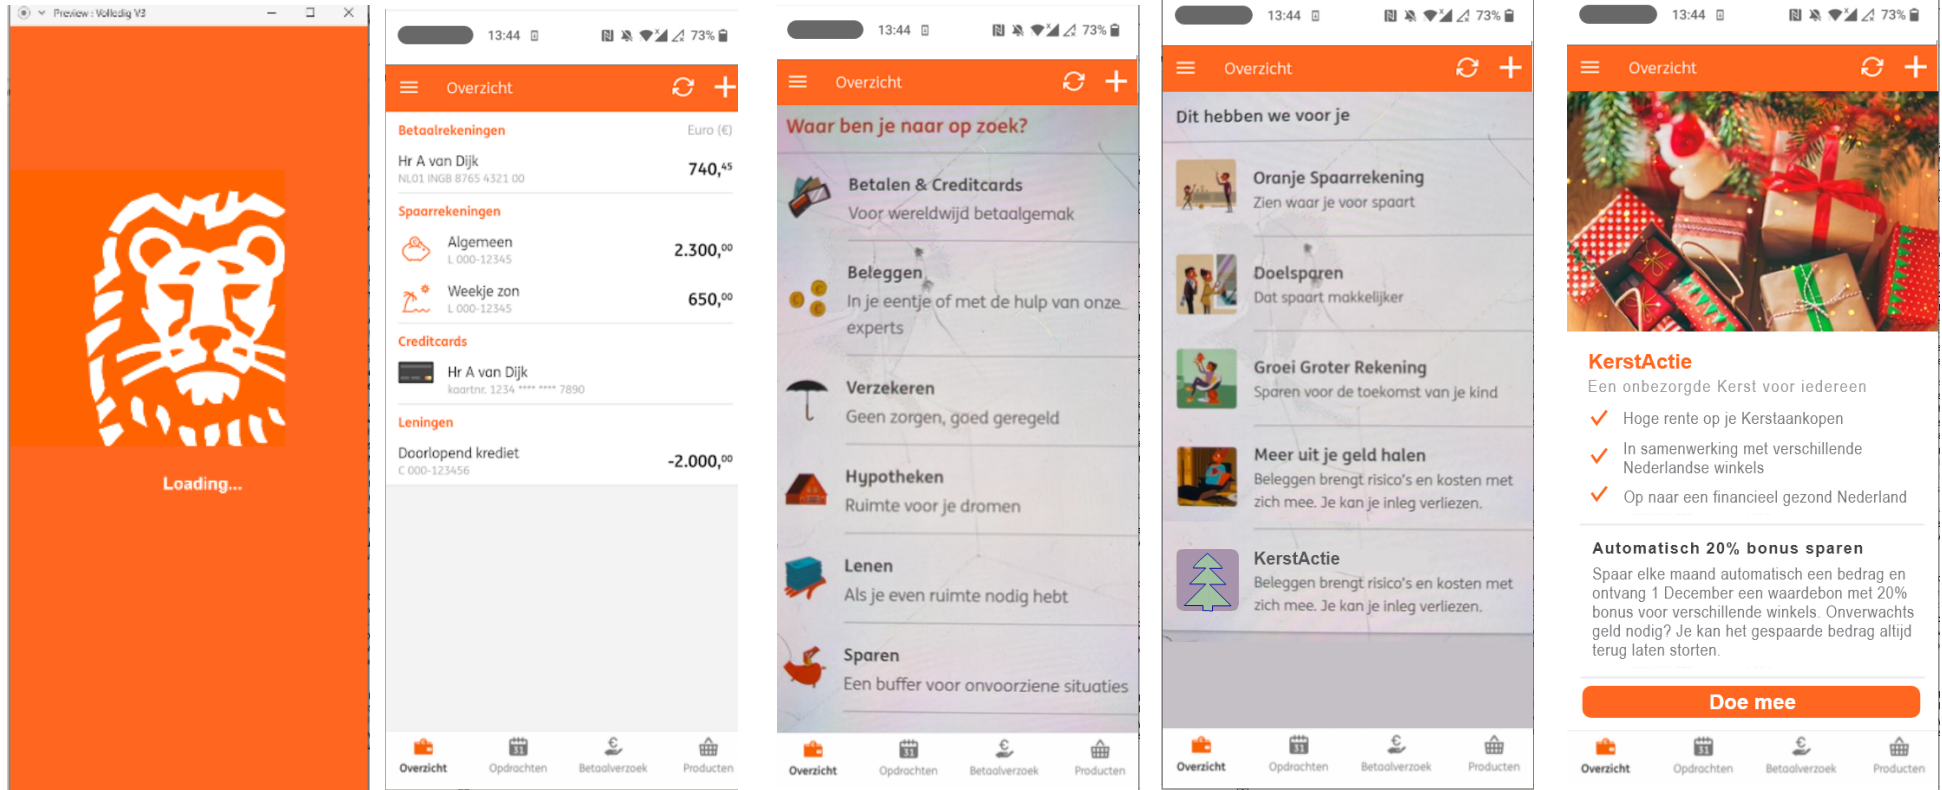 Preview : Volledig V3
Loading...
13:44
73%
Overzicht
Betaalrekeningen
Euro (€)
Hr A van Dijk
740,45
NL01 INGB 8765 4321 00
Spaarrekeningen
Algemeen
2.300,00
L 000-12345
Weekje zon
650,00
L 000-12345
Creditcards
Hr A van Dijk
kaartnr. 1234 **** **** 7890
Leningen
Doorlopend krediet
-2.000,00
C 000-123456
Overzicht
31
Opdrachten
€
Betaalverzoek
Producten
13:44
73%
Overzicht
Waar ben je naar op zoek?
Betalen & Creditcards
Voor wereldwijd betaalgemak
Beleggen
In je eentje of met de hulp van onze
experts
Verzekeren
Geen zorgen, goed geregeld
Hypotheken
Ruimte voor je dromen
Lenen
Als je even ruimte nodig hebt
Sparen
Een buffer voor onvoorziene situaties
Overzicht
31
Opdrachten
€
Betaalverzoek
Producten
13:44
73%
Overzicht
Dit hebben we voor je
Oranje Spaarrekening
Zien waar je voor spaart
Doelsparen
Dat spaart makkelijker
Groei Groter Rekening
Sparen voor de toekomst van je kind
Meer uit je geld halen
Beleggen brengt risico's en kosten met
zich mee. Je kan je inleg verliezen.
KerstActie
Beleggen brengt risico's en kosten met
zich mee. Je kan je inleg verliezen.
Overzicht
31
Opdrachten
€
Betaalverzoek
Producten
13:44
73%
Overzicht
KerstActie
Een onbezorgde Kerst voor iedereen
Hoge rente op je Kerstaankopen
In samenwerking met verschillende
Nederlandse winkels
Op naar een financieel gezond Nederland
Automatisch 20% bonus sparen
Spaar elke maand automatisch een bedrag en
ontvang 1 December een waardebon met 20%
bonus voor verschillende winkels. Onverwachts
geld nodig? Je kan het gespaarde bedrag altijd
terug laten storten.
Doe mee
Overzicht
31
Opdrachten
€
Betaalverzoek
Producten